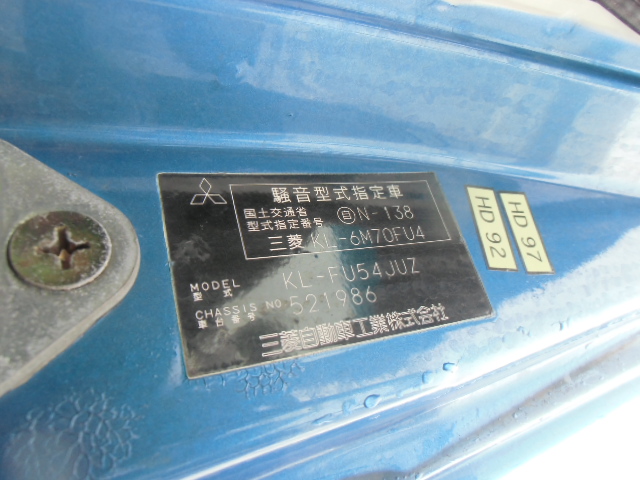 騒音型式指定車
国土交通省
型式指定番号 自N-138
三菱 KL-6M70FU4
MODEL
型式 KL-FU54JUZ
CHASSIS NO.
車台番号 521986
三菱自動車工業株式会社
HD 92
HD 97